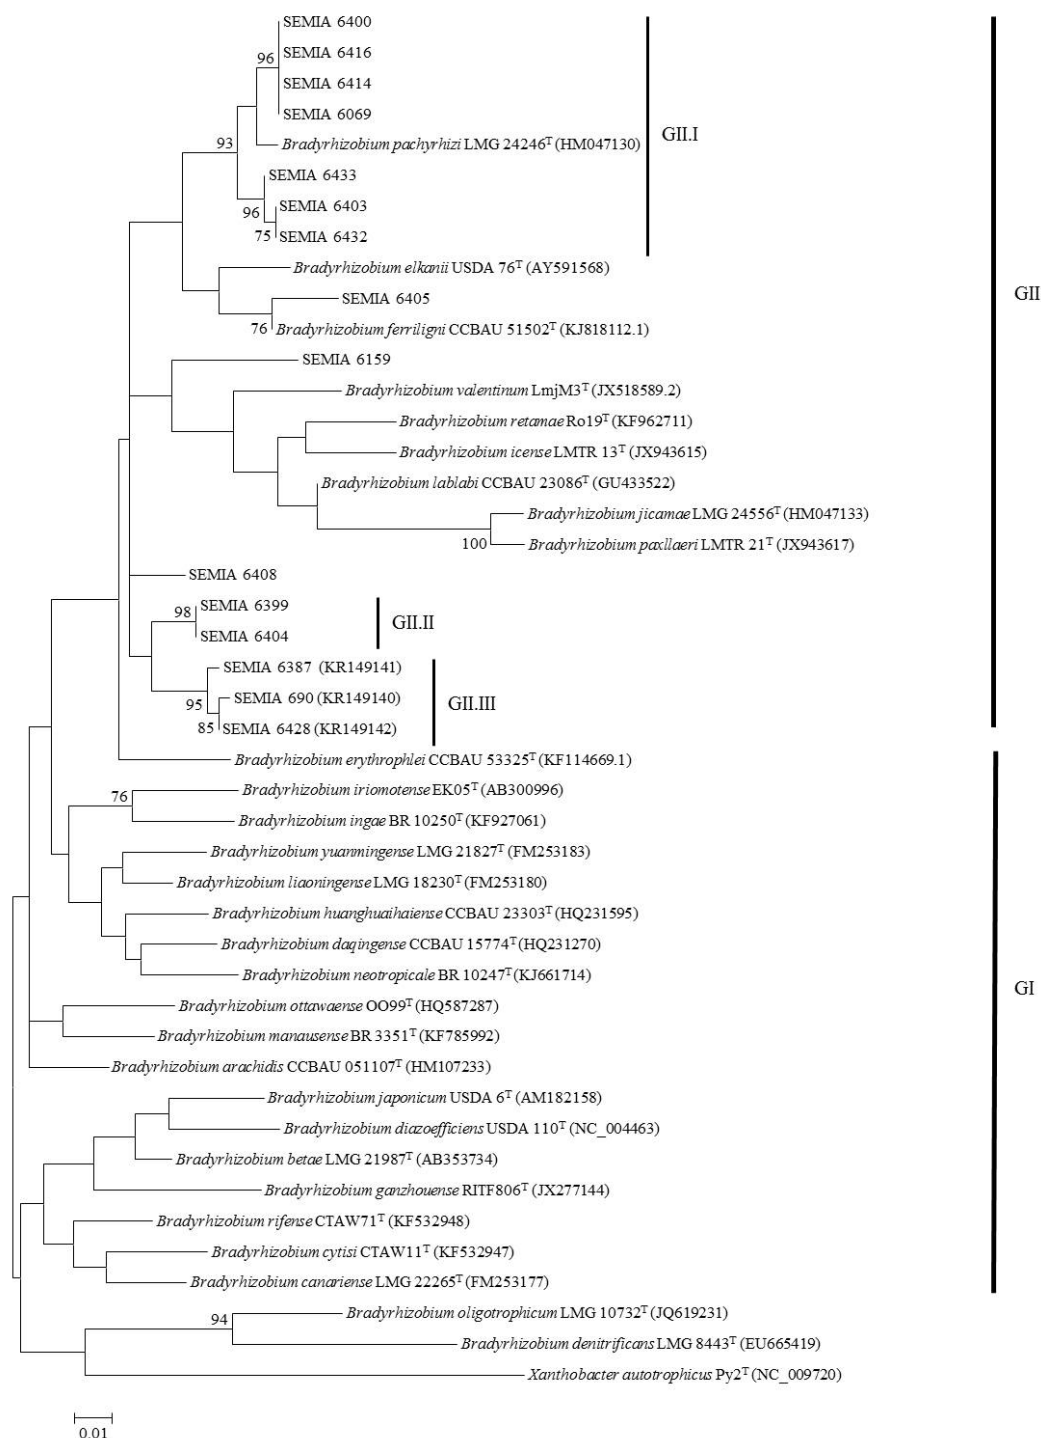 SEMIA 6400
SEMIA 6416
96
SEMIA 6414
SEMIA 6069
GII.I
93
Bradyrhizobium pachyrhizi LMG 24246T (HM047130)
SEMIA 6433
SEMIA 6403
96
75
SEMIA 6432
Bradyrhizobium elkanii USDA 76T (AY591568)
GII
SEMIA 6405
76
Bradyrhizobium ferriligni CCBAU 51502T (KJ818112.1)
SEMIA 6159
Bradyrhizobium valentinum LmjM3T (JX518589.2)
Bradyrhizobium retamae Ro19T (KF962711)
Bradyrhizobium icense LMTR 13T (JX943615)
Bradyrhizobium lablabi CCBAU 23086T (GU433522)
Bradyrhizobium jicamae LMG 24556T (HM047133)
100
Bradyrhizobium paxllaeri LMTR 21T (JX943617)
SEMIA 6408
98
SEMIA 6399
GII.II
SEMIA 6404
SEMIA 6387 (KR149141)
95
SEMIA 690 (KR149140)
GII.III
85
SEMIA 6428 (KR149142)
Bradyrhizobium erythrophlei CCBAU 53325T (KF114669.1)
76
Bradyrhizobium iriomotense EK05T (AB300996)
Bradyrhizobium ingae BR 10250T (KF927061)
Bradyrhizobium yuanmingense LMG 21827T (FM253183)
Bradyrhizobium liaoningense LMG 18230T (FM253180)
Bradyrhizobium huanghuaihaiense CCBAU 23303T (HQ231595)
Bradyrhizobium daqingense CCBAU 15774T (HQ231270)
Bradyrhizobium neotropicale BR 10247T (KJ661714)
GI
Bradyrhizobium ottawaense OO99T (HQ587287)
Bradyrhizobium manausense BR 3351T (KF785992)
Bradyrhizobium arachidis CCBAU 051107T (HM107233)
Bradyrhizobium japonicum USDA 6T (AM182158)
Bradyrhizobium diazoefficiens USDA 110T (NC_004463)
Bradyrhizobium betae LMG 21987T (AB353734)
Bradyrhizobium ganzhouense RITF806T (JX277144)
Bradyrhizobium rifense CTAW71T (KF532948)
Bradyrhizobium cytisi CTAW11T (KF532947)
Bradyrhizobium canariense LMG 22265T (FM253177)
94
Bradyrhizobium oligotrophicum LMG 10732T (JQ619231)
Bradyrhizobium denitrificans LMG 8443T (EU665419)
Xanthobacter autotrophicus Py2T (NC_009720)
0.01